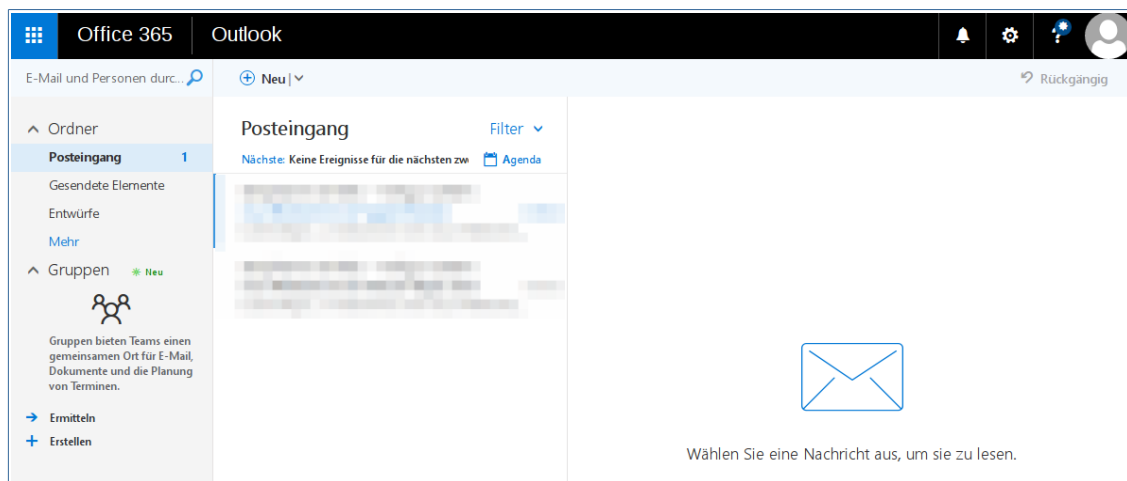 Office 365 Outlook
E-Mail und Personen durc...
Neu
Rückgängig
Ordner
Posteingang 1
Gesendete Elemente
Entwürfe
Mehr
Gruppen Neu
Gruppen bieten Teams einen
gemeinsamen Ort für E-Mail,
Dokumente und die Planung
von Terminen.
Ermitteln
Erstellen
Posteingang Filter
Nächste: Keine Ereignisse für die nächsten zwe Agenda
Wählen Sie eine Nachricht aus, um sie zu lesen.